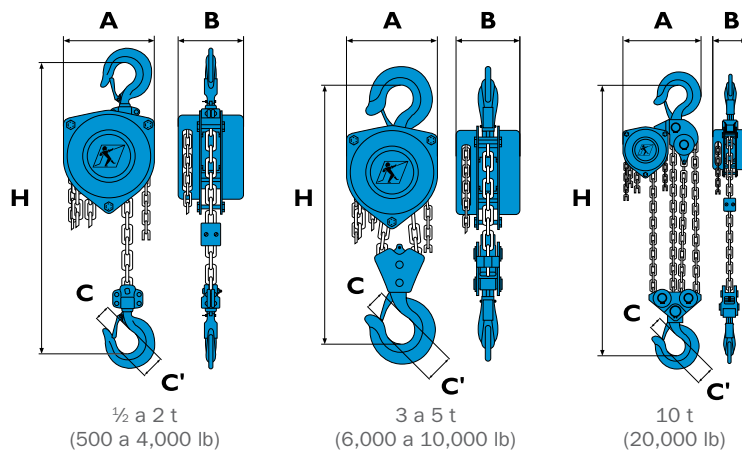 A
B
H
C
C'
½ a 2 t
(500 a 4,000 lb)
A
B
H
C
C'
3 a 5 t
(6,000 a 10,000 lb)
A
B
H
C
C'
10 t
(20,000 lb)